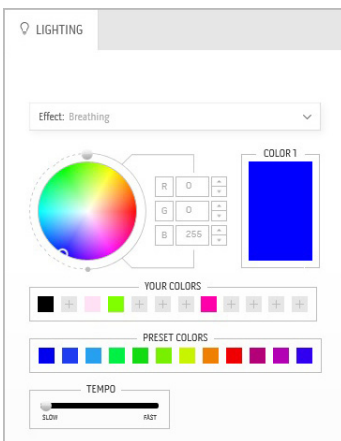 LIGHTING
Effect: Breathing
COLOR 1
R 0
G 0
B 255
YOUR COLORS
PRESET COLORS
TEMPO
SLOW FAST